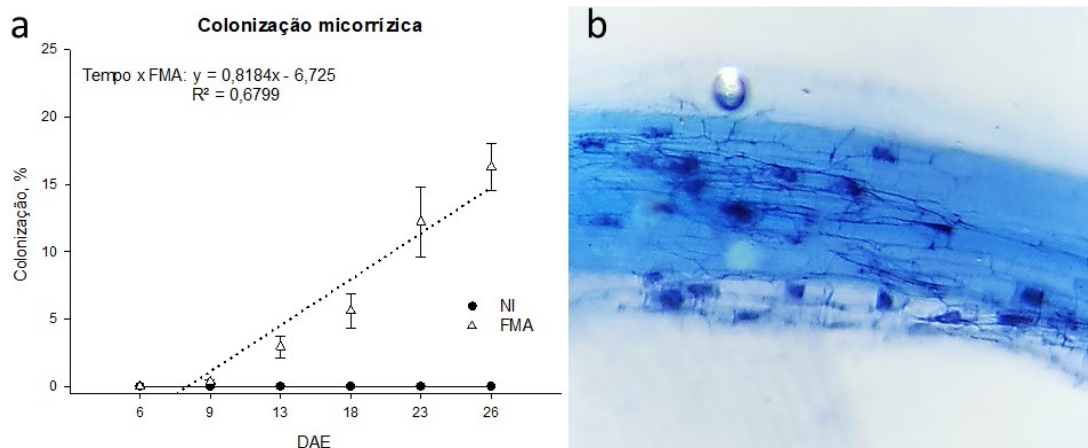 a
Colonização micorrízica
25
Tempo x FMA: y = 0,8184x - 6,725
R² = 0,6799
20
15
10
5
0
Colonização, %
NI
FMA
6 9 13 18 23 26
DAE
b